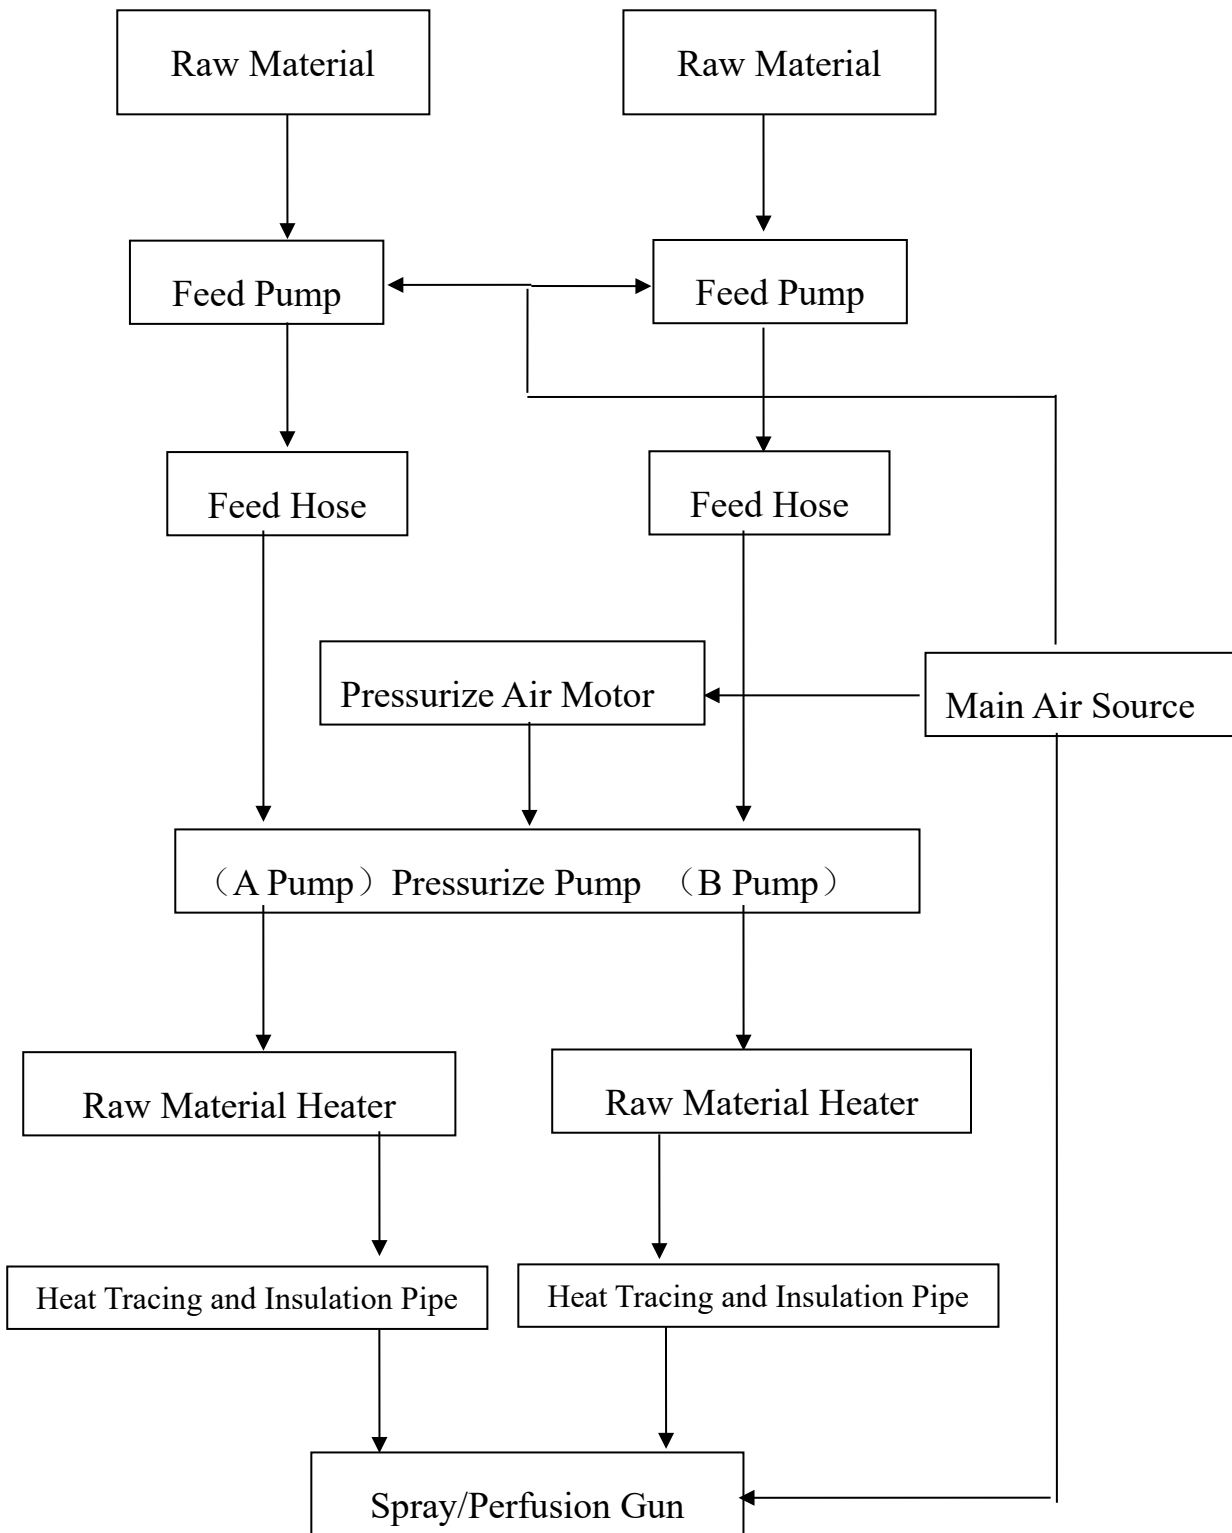 Raw Material
Raw Material
Feed Pump
Feed Pump
Feed Hose
Feed Hose
Pressurize Air Motor
Main Air Source
（A Pump）Pressurize Pump （B Pump）
Raw Material Heater
Raw Material Heater
Heat Tracing and Insulation Pipe
Heat Tracing and Insulation Pipe
Spray/Perfusion Gun